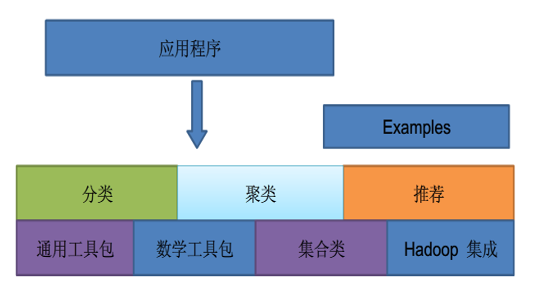 应用程序
Examples
分类 聚类 推荐
通用工具包 数学工具包 集合类 Hadoop 集成